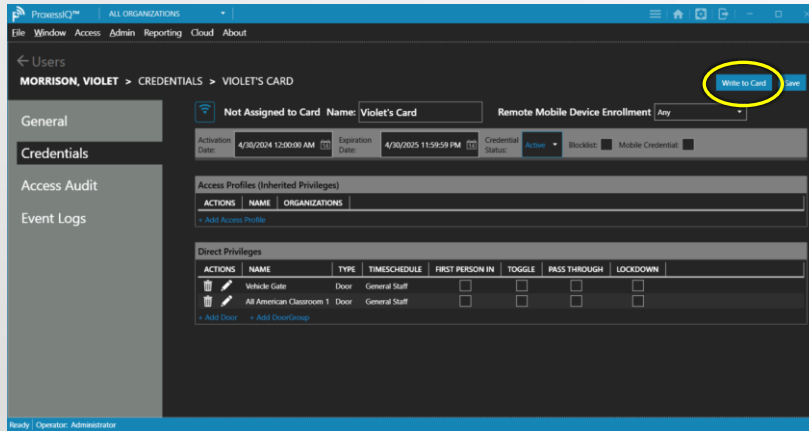 ProxessIQ™ ALL ORGANIZATIONS
File Window Access Admin Reporting Cloud About
Users
MORRISON, VIOLET > CREDENTIALS > VIOLET'S CARD
Write to Card Save
General
Credentials
Access Audit
Event Logs
Not Assigned to Card Name: Violet's Card Remote Mobile Device Enrollment Any
Activation Date: 4/30/2024 12:00:00 AM Expiration Date: 4/30/2025 11:59:59 PM Credential Status: Active Blocklist: Mobile Credential:
Access Profiles (Inherited Privileges)
ACTIONS NAME ORGANIZATIONS
+ Add Access Profile
Direct Privileges
ACTIONS NAME TYPE TIMESCHEDULE FIRST PERSON IN TOGGLE PASS THROUGH LOCKDOWN
Vehicle Gate Door General Staff
All American Classroom 1 Door General Staff
+ Add Door + Add DoorGroup
Ready Operator: Administrator